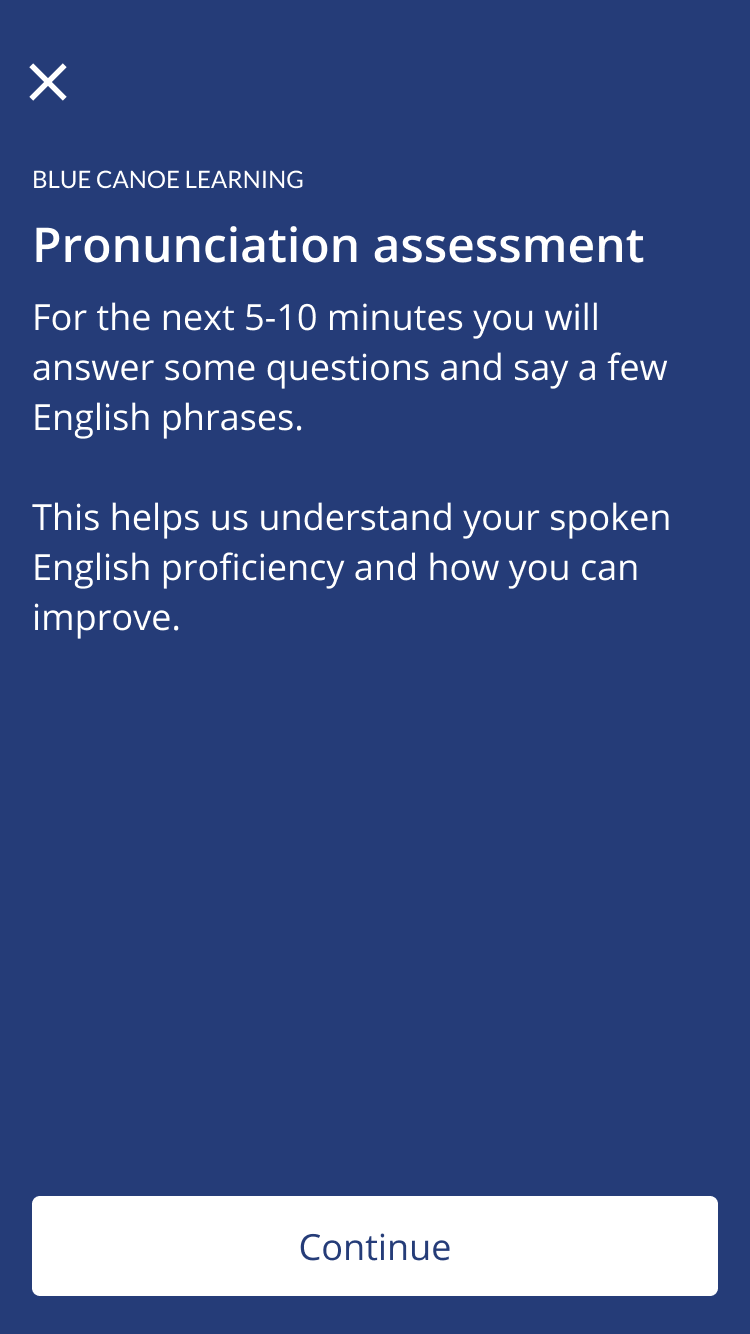 BLUE CANOE LEARNING
Pronunciation assessment
For the next 5-10 minutes you will
answer some questions and say a few
English phrases.
This helps us understand your spoken
English proficiency and how you can
improve.
Continue